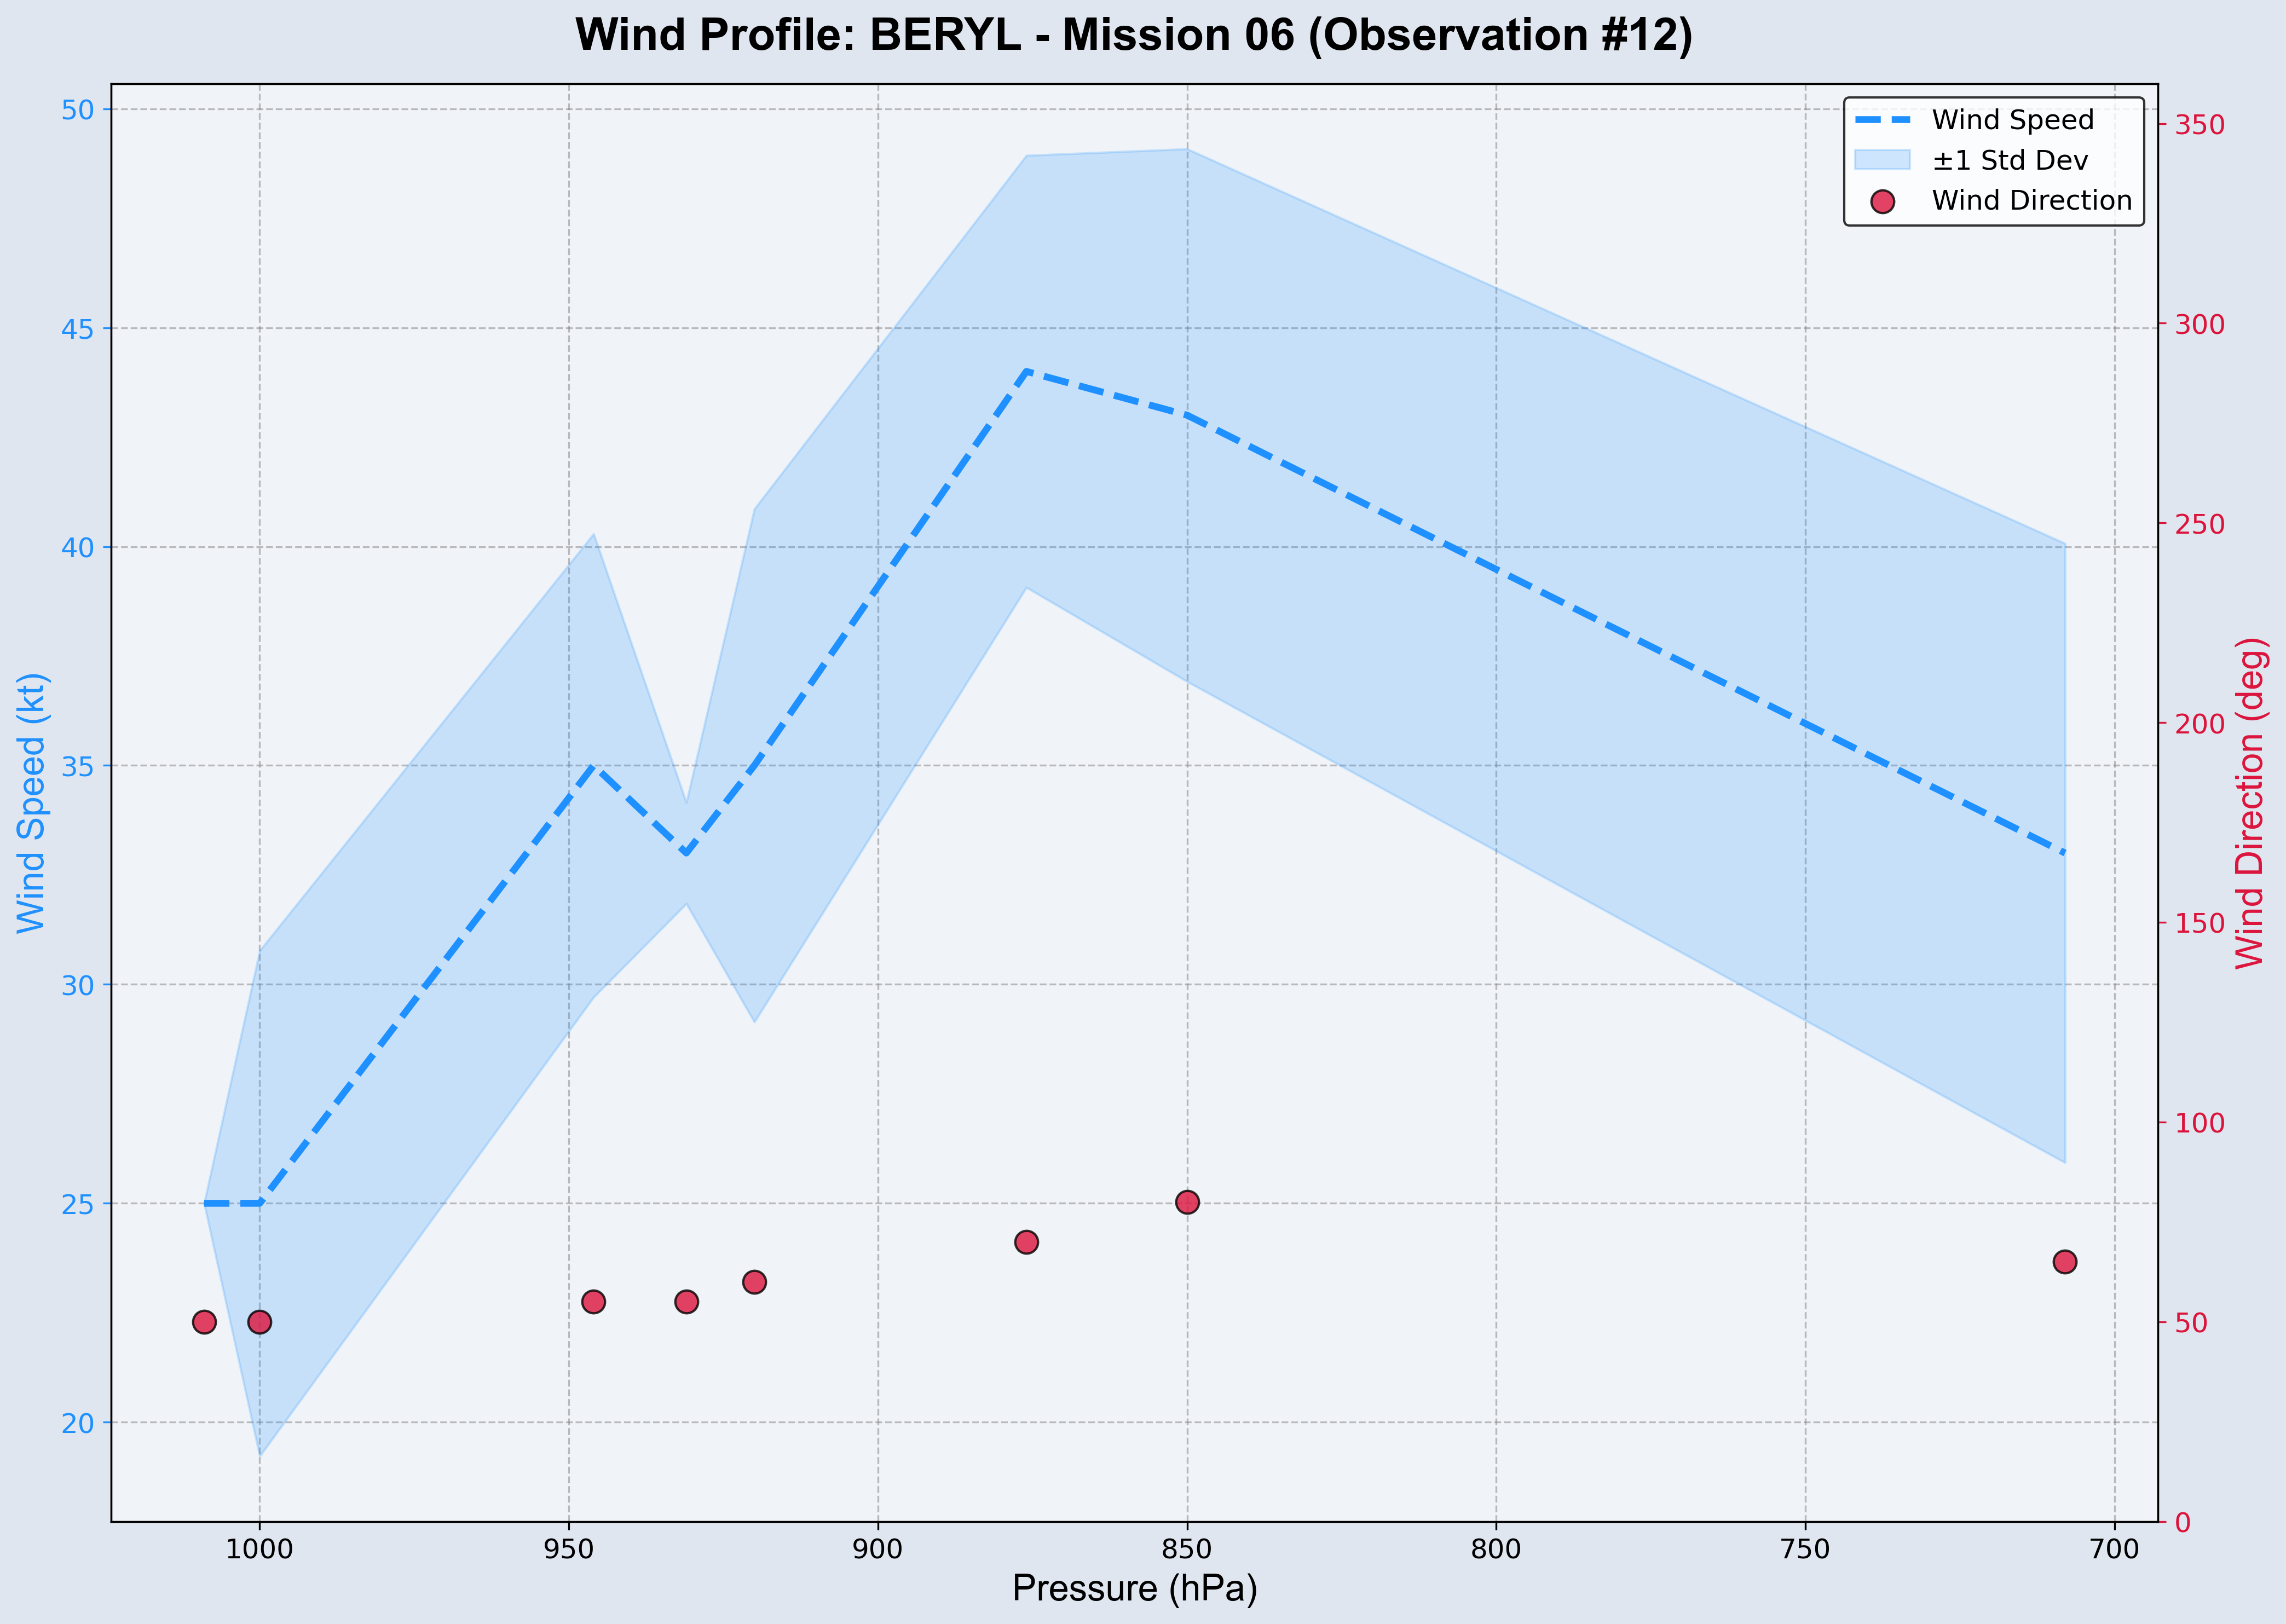 Wind Profile: BERYL - Mission 06 (Observation #12)
Wind Speed
±1 Std Dev
Wind Direction
50
45
40
35
30
25
20
Wind Speed (kt)
350
300
250
200
150
100
50
0
Wind Direction (deg)
1000 950 900 850 800 750 700
Pressure (hPa)